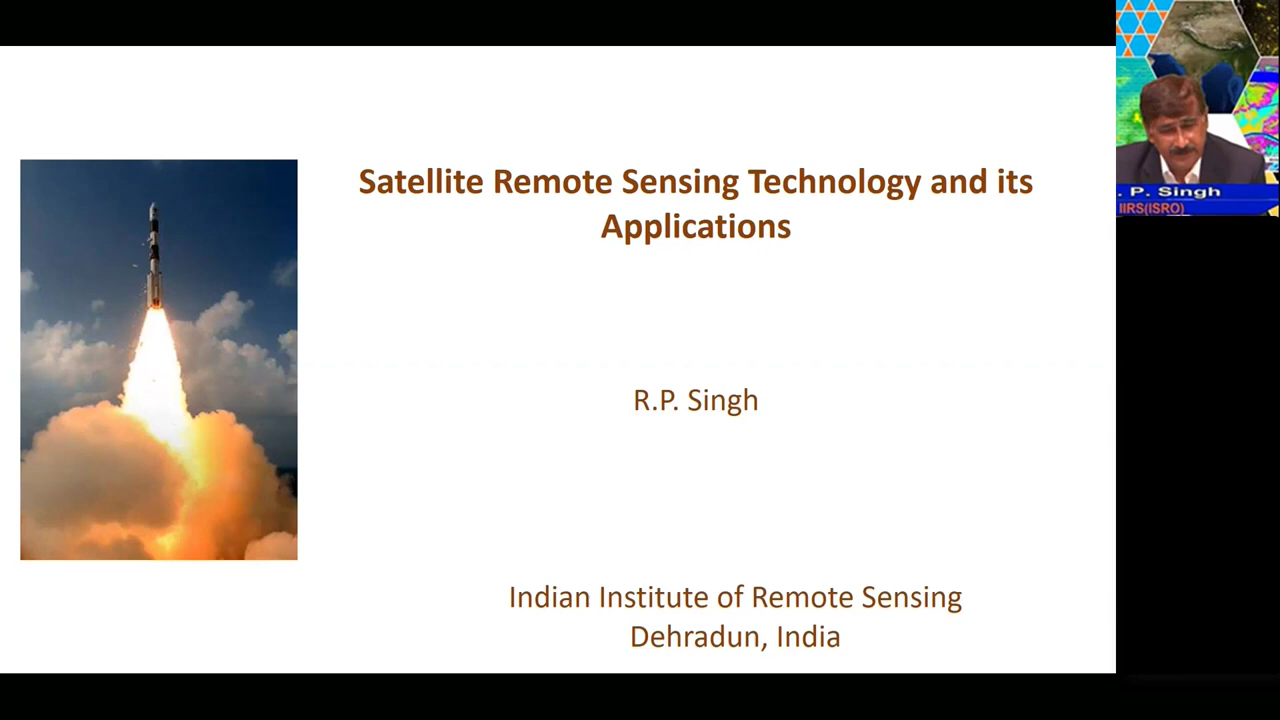 Satellite Remote Sensing Technology and its
Applications
R.P. Singh
Indian Institute of Remote Sensing
Dehradun, India
. P. Singh
IIRS(ISRO)